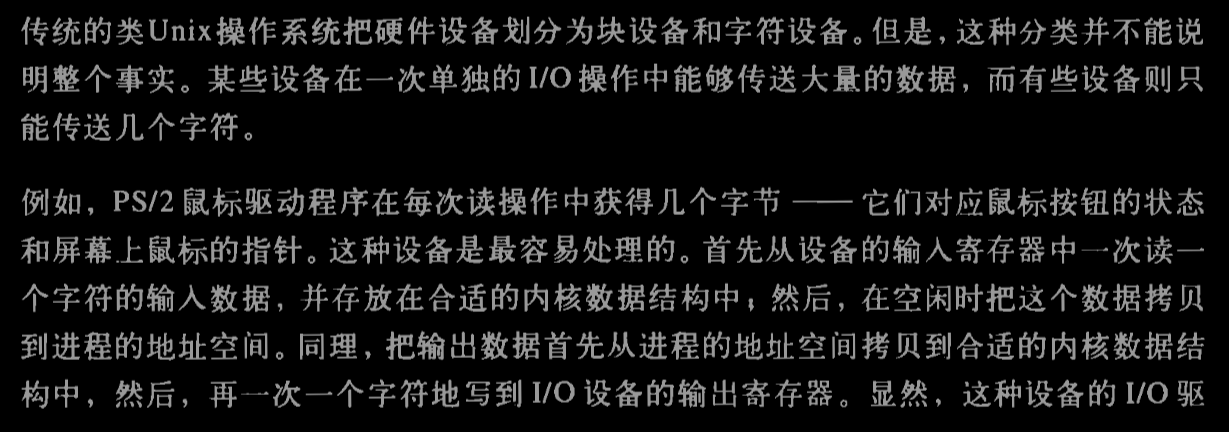 传统的类Unix操作系统把硬件设备划分为块设备和字符设备。但是，这种分类并不能说
明整个事实。某些设备在一次单独的 I/O 操作中能够传送大量的数据，而有些设备则只
能传送几个字符。
例如，PS/2 鼠标驱动程序在每次读操作中获得几个字节 —— 它们对应鼠标按钮的状态
和屏幕上鼠标的指针。这种设备是最容易处理的。首先从设备的输入寄存器中一次读一
个字符的输入数据，并存放在合适的内核数据结构中；然后，在空闲时把这个数据拷贝
到进程的地址空间。同理，把输出数据首先从进程的地址空间拷贝到合适的内核数据结
构中，然后，再一次一个字符地写到 I/O 设备的输出寄存器。显然，这种设备的 I/O 驱